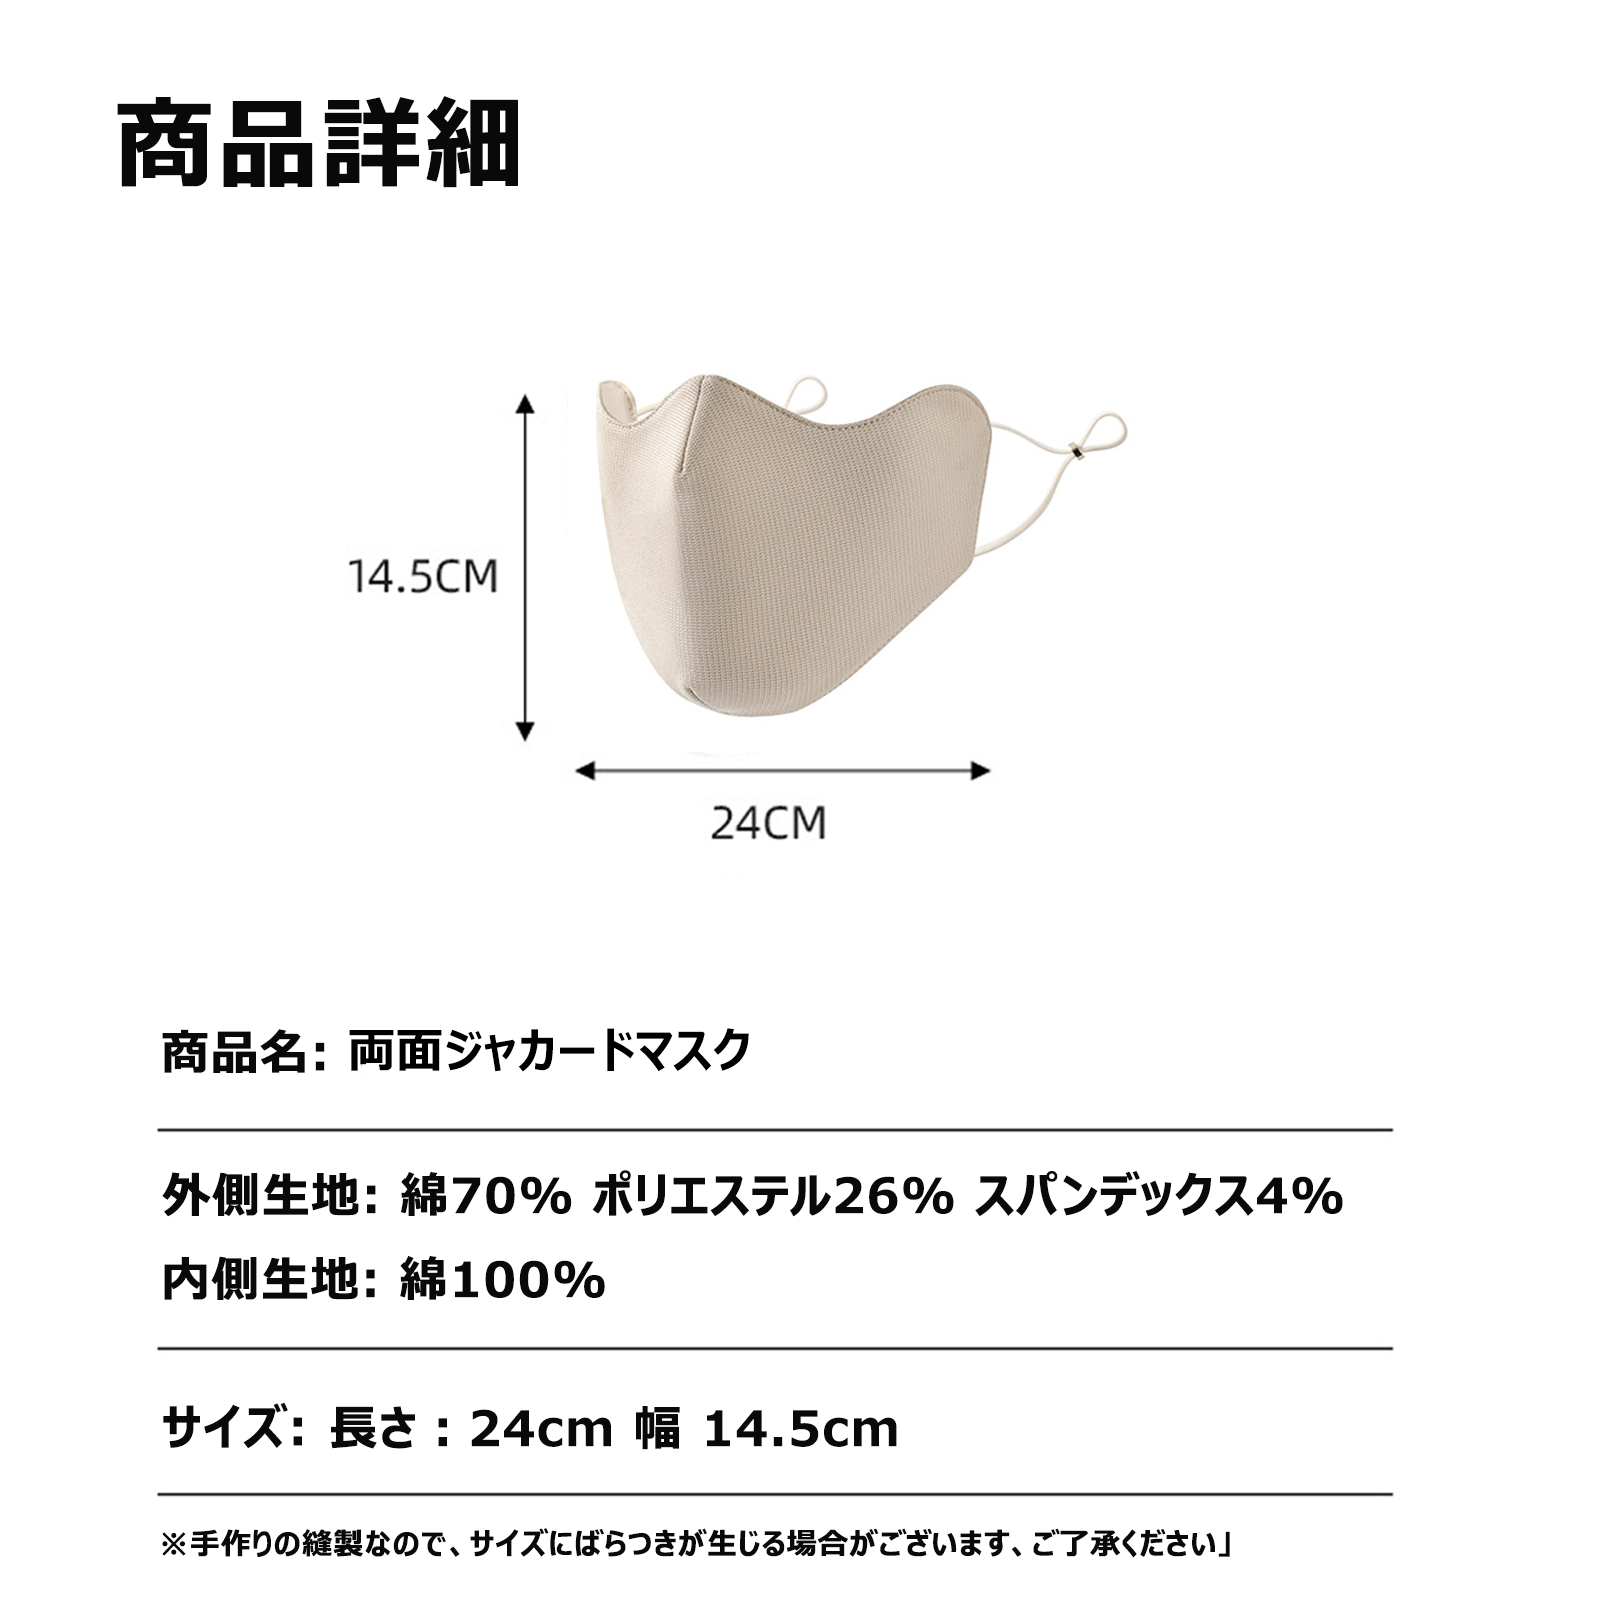 商品詳細
14.5CM
24CM
商品名: 両面ジャカードマスク
外側生地: 綿70% ポリエステル26% スパンデックス4%
内側生地: 綿100%
サイズ: 長さ : 24cm 幅 14.5cm
※手作りの縫製なので、サイズにばらつきが生じる場合がございます、ご了承ください」